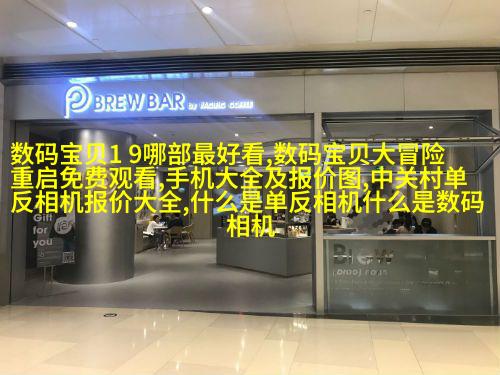 BREW BAR by PACIFIC COFFEE
数码宝贝1 9哪部最好看,数码宝贝大冒险
重启免费观看,手机大全及报价图,中关村单
反相机报价大全,什么是单反相机什么是数码
相机
Gift
for
you
Brew